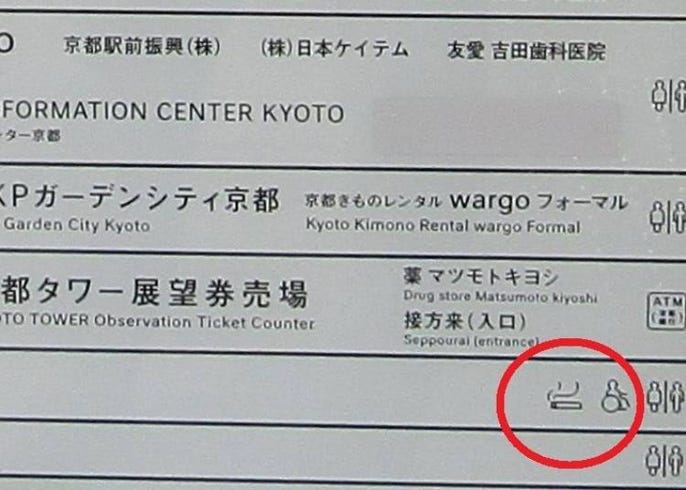 京都駅前振興(株) (株)日本ケイテム 友愛 吉田歯科医院
FORMATION CENTER KYOTO
ター京都
KPガーデンシティ京都 京都きものレンタル wargo フォーマル
Garden City Kyoto Kyoto Kimono Rental wargo Formal
都タワー展望券売場 薬 マツモトキヨシ
OTO TOWER Observation Ticket Counter Drug store Matsumoto kiyoshi
接方来(入口)
Seppourai (entrance)
ATM